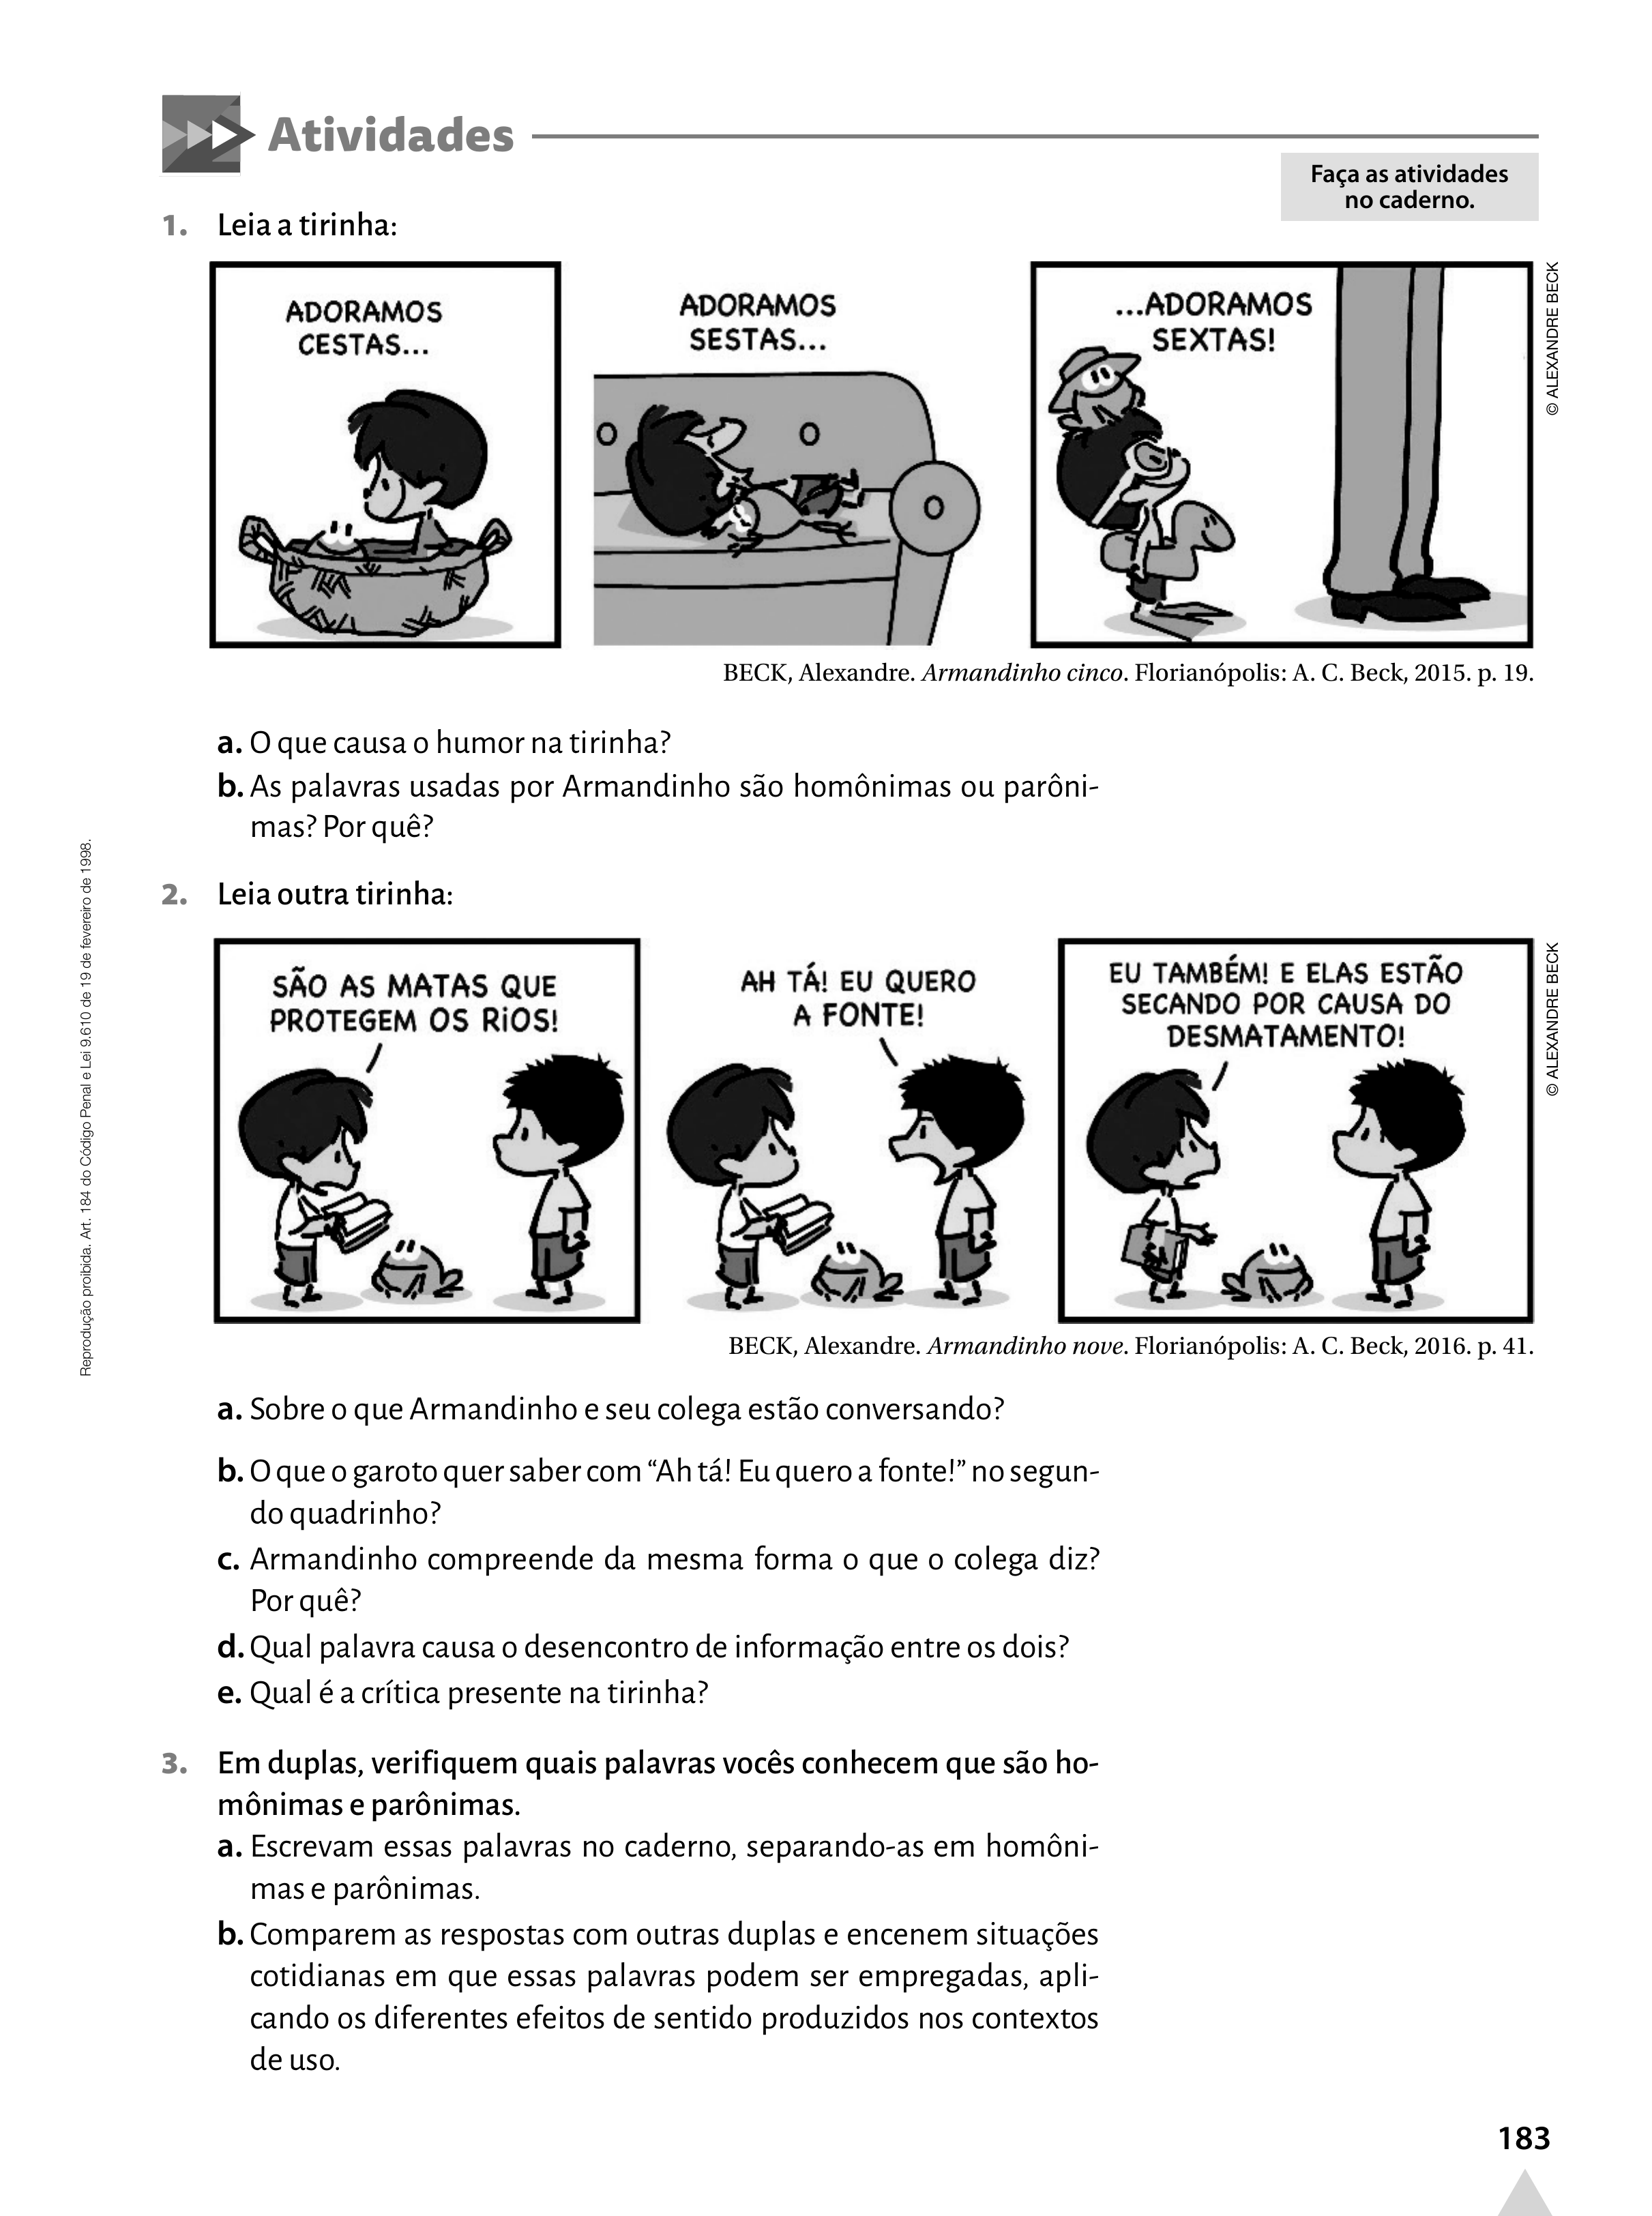 Atividades
Faça as atividades
no caderno.
1. Leia a tirinha:
ADORAMOS
CESTAS...
ADORAMOS
SESTAS...
...ADORAMOS
SEXTAS!
© ALEXANDRE BECK
BECK, Alexandre. Armandinho cinco. Florianópolis: A. C. Beck, 2015. p. 19.
a. O que causa o humor na tirinha?
b. As palavras usadas por Armandinho são homônimas ou parôni-
mas? Por quê?
2. Leia outra tirinha:
SÃO AS MATAS QUE
PROTEGEM OS RIOS!
AH TÁ! EU QUERO
A FONTE!
EU TAMBÉM! E ELAS ESTÃO
SECANDO POR CAUSA DO
DESMATAMENTO!
© ALEXANDRE BECK
BECK, Alexandre. Armandinho nove. Florianópolis: A. C. Beck, 2016. p. 41.
a. Sobre o que Armandinho e seu colega estão conversando?
b. O que o garoto quer saber com “Ah tá! Eu quero a fonte!” no segun-
do quadrinho?
c. Armandinho compreende da mesma forma o que o colega diz?
Por quê?
d. Qual palavra causa o desencontro de informação entre os dois?
e. Qual é a crítica presente na tirinha?
3. Em duplas, verifiquem quais palavras vocês conhecem que são ho-
mônimas e parônimas.
a. Escrevam essas palavras no caderno, separando-as em homôni-
mas e parônimas.
b. Comparem as respostas com outras duplas e encenem situações
cotidianas em que essas palavras podem ser empregadas, apli-
cando os diferentes efeitos de sentido produzidos nos contextos
de uso.
Reprodução proibida. Art. 184 do Código Penal e Lei 9.610 de 19 de fevereiro de 1998.
183